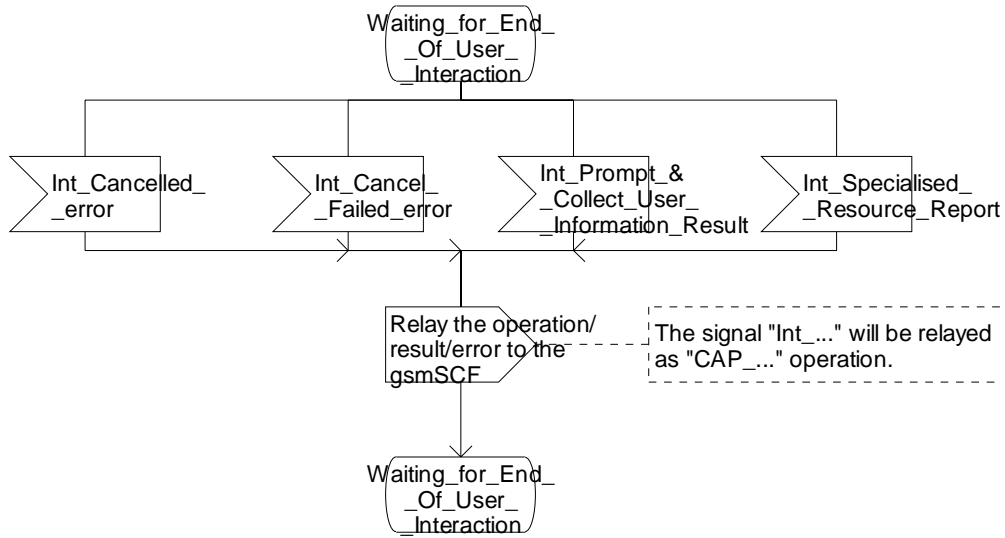 Waiting_for_End_
_Of_User_
_Interaction
Int_Cancelled_
_error
Int_Cancel_
_Failed_error
Int_Prompt_&
_Collect_User_
_Information_Result
Int_Specialised_
_Resource_Report
Relay the operation/
result/error to the
gsmSCF
The signal "Int_..." will be relayed
as "CAP_..." operation.
Waiting_for_End_
_Of_User_
_Interaction